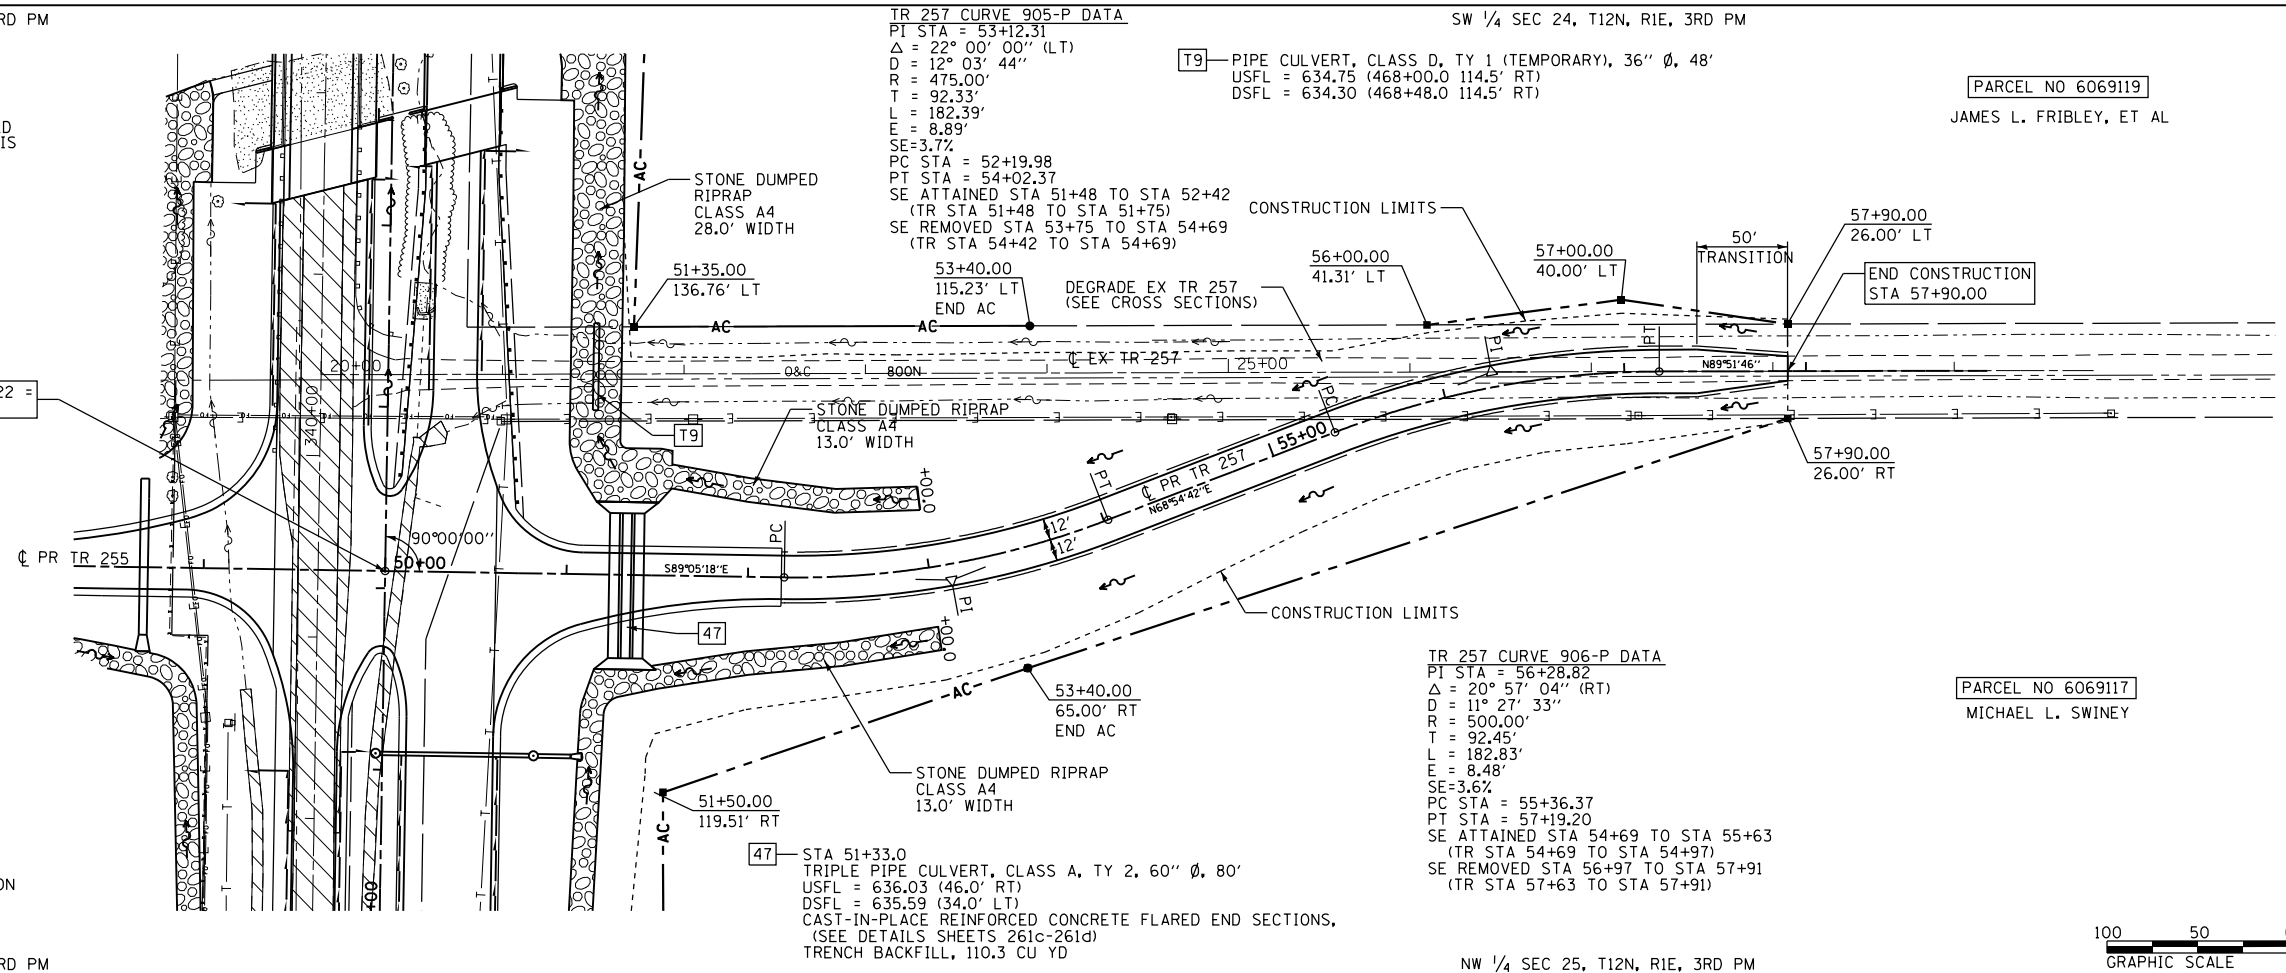 RD PM
TR 257 CURVE 905-P DATA
PI STA = 53+12.31
Δ = 22° 00' 00'' (LT)
D = 12° 03' 44''
R = 475.00'
T = 92.33'
L = 182.39'
E = 8.89'
SE=3.7%
PC STA = 52+19.98
PT STA = 54+02.37
SE ATTAINED STA 51+48 TO STA 52+42
(TR STA 51+48 TO STA 51+75)
SE REMOVED STA 53+75 TO STA 54+69
(TR STA 54+42 TO STA 54+69)
SW 1/4 SEC 24, T12N, R1E, 3RD PM
T9
PIPE CULVERT, CLASS D, TY 1 (TEMPORARY), 36'' Ø, 48'
USFL = 634.75 (468+00.0 114.5' RT)
DSFL = 634.30 (468+48.0 114.5' RT)
PARCEL NO 6069119
JAMES L. FRIBLEY, ET AL
D
IS
AC
STONE DUMPED
RIPRAP
CLASS A4
28.0' WIDTH
CONSTRUCTION LIMITS
57+90.00
26.00' LT
50'
TRANSITION
51+35.00
136.76' LT
53+40.00
115.23' LT
END AC
56+00.00
41.31' LT
57+00.00
40.00' LT
END CONSTRUCTION
STA 57+90.00
DEGRADE EX TR 257
(SEE CROSS SECTIONS)
AC
AC
℄ EX TR 257
20+00
O&C
800N
25+00
PI
PT
N89°51'46''
340+00
22 =
STONE DUMPED RIPRAP
CLASS A4
13.0' WIDTH
T9
PC
55+00
℄ PR TR 257
N68°54'42''E
PT
57+90.00
26.00' RT
+00.0
12'
12'
90°00'00''
PC
℄ PR TR 255
50+00
S89°05'18''E
PI
47
+00.0
CONSTRUCTION LIMITS
AC
53+40.00
65.00' RT
END AC
TR 257 CURVE 906-P DATA
PI STA = 56+28.82
Δ = 20° 57' 04'' (RT)
D = 11° 27' 33''
R = 500.00'
T = 92.45'
L = 182.83'
E = 8.48'
SE=3.6%
PC STA = 55+36.37
PT STA = 57+19.20
SE ATTAINED STA 54+69 TO STA 55+63
(TR STA 54+69 TO STA 54+97)
SE REMOVED STA 56+97 TO STA 57+91
(TR STA 57+63 TO STA 57+91)
PARCEL NO 6069117
MICHAEL L. SWINEY
STONE DUMPED RIPRAP
CLASS A4
13.0' WIDTH
51+50.00
119.51' RT
AC
47
STA 51+33.0
TRIPLE PIPE CULVERT, CLASS A, TY 2, 60'' Ø, 80'
USFL = 636.03 (46.0' RT)
DSFL = 635.59 (34.0' LT)
CAST-IN-PLACE REINFORCED CONCRETE FLARED END SECTIONS,
(SEE DETAILS SHEETS 261c-261d)
TRENCH BACKFILL, 110.3 CU YD
ON
+00
RD PM
NW 1/4 SEC 25, T12N, R1E, 3RD PM
100 50
GRAPHIC SCALE